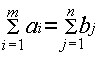 m n
Σ aᵢ = Σ bⱼ
i = 1 j = 1